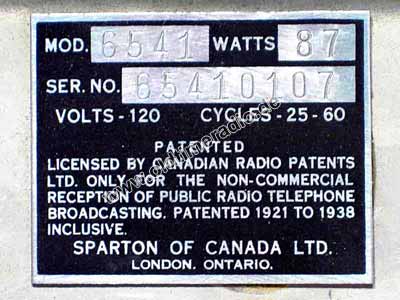 MOD. 6541 WATTS 87
SER. NO. 65410107
VOLTS - 120 CYCLES - 25 - 60
PATENTED
LICENSED BY CANADIAN RADIO PATENTS
LTD. ONLY FOR THE NON-COMMERCIAL
RECEPTION OF PUBLIC RADIO TELEPHONE
BROADCASTING. PATENTED 1921 TO 1938
INCLUSIVE.
SPARTON OF CANADA LTD.
LONDON. ONTARIO.